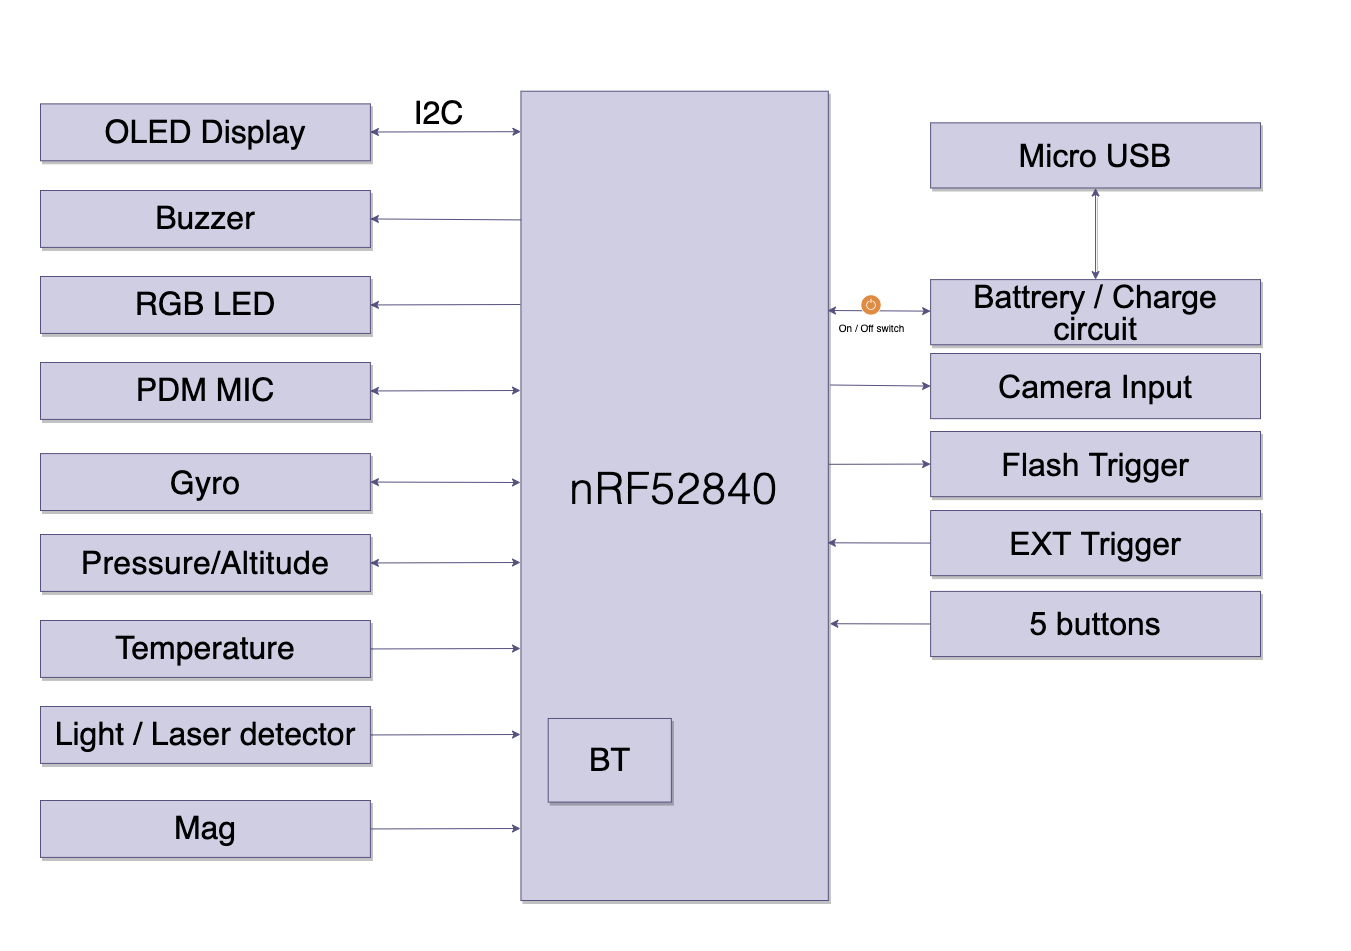 I2C
OLED Display
Buzzer
RGB LED
PDM MIC
Gyro
Pressure/Altitude
Temperature
Light / Laser detector
Mag
nRF52840
BT
Micro USB
On / Off switch
Battrery / Charge
circuit
Camera Input
Flash Trigger
EXT Trigger
5 buttons